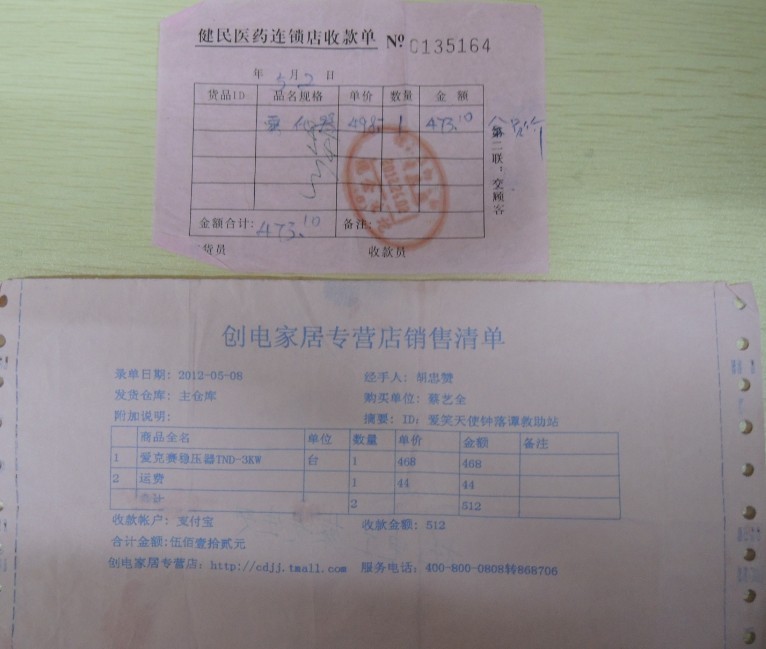 健民医药连锁店收款单 Nº 0135164
年 5 月 2 日
货品ID 品名规格 单价 数量 金 额
器 498 1 473.10
第二联：交顾客
金额合计: 473.10 备注:
货员 收款员
创电家居专营店销售清单
录单日期: 2012-05-08 经手人: 胡忠赞
发货仓库: 主仓库 购买单位: 蔡艺全
附加说明: 摘要: ID: 爱笑天使钟落谭救助站
商品全名 单位 数量 单价 金额 备注
1 爱克赛稳压器TND-3KW 台 1 468 468
2 运费 1 44 44
合计 2 512
收款帐户: 支付宝 收款金额: 512
合计金额:伍佰壹拾贰元
创电家居专营店: http://cdjj.tmall.com 服务电话: 400-800-0808转868706